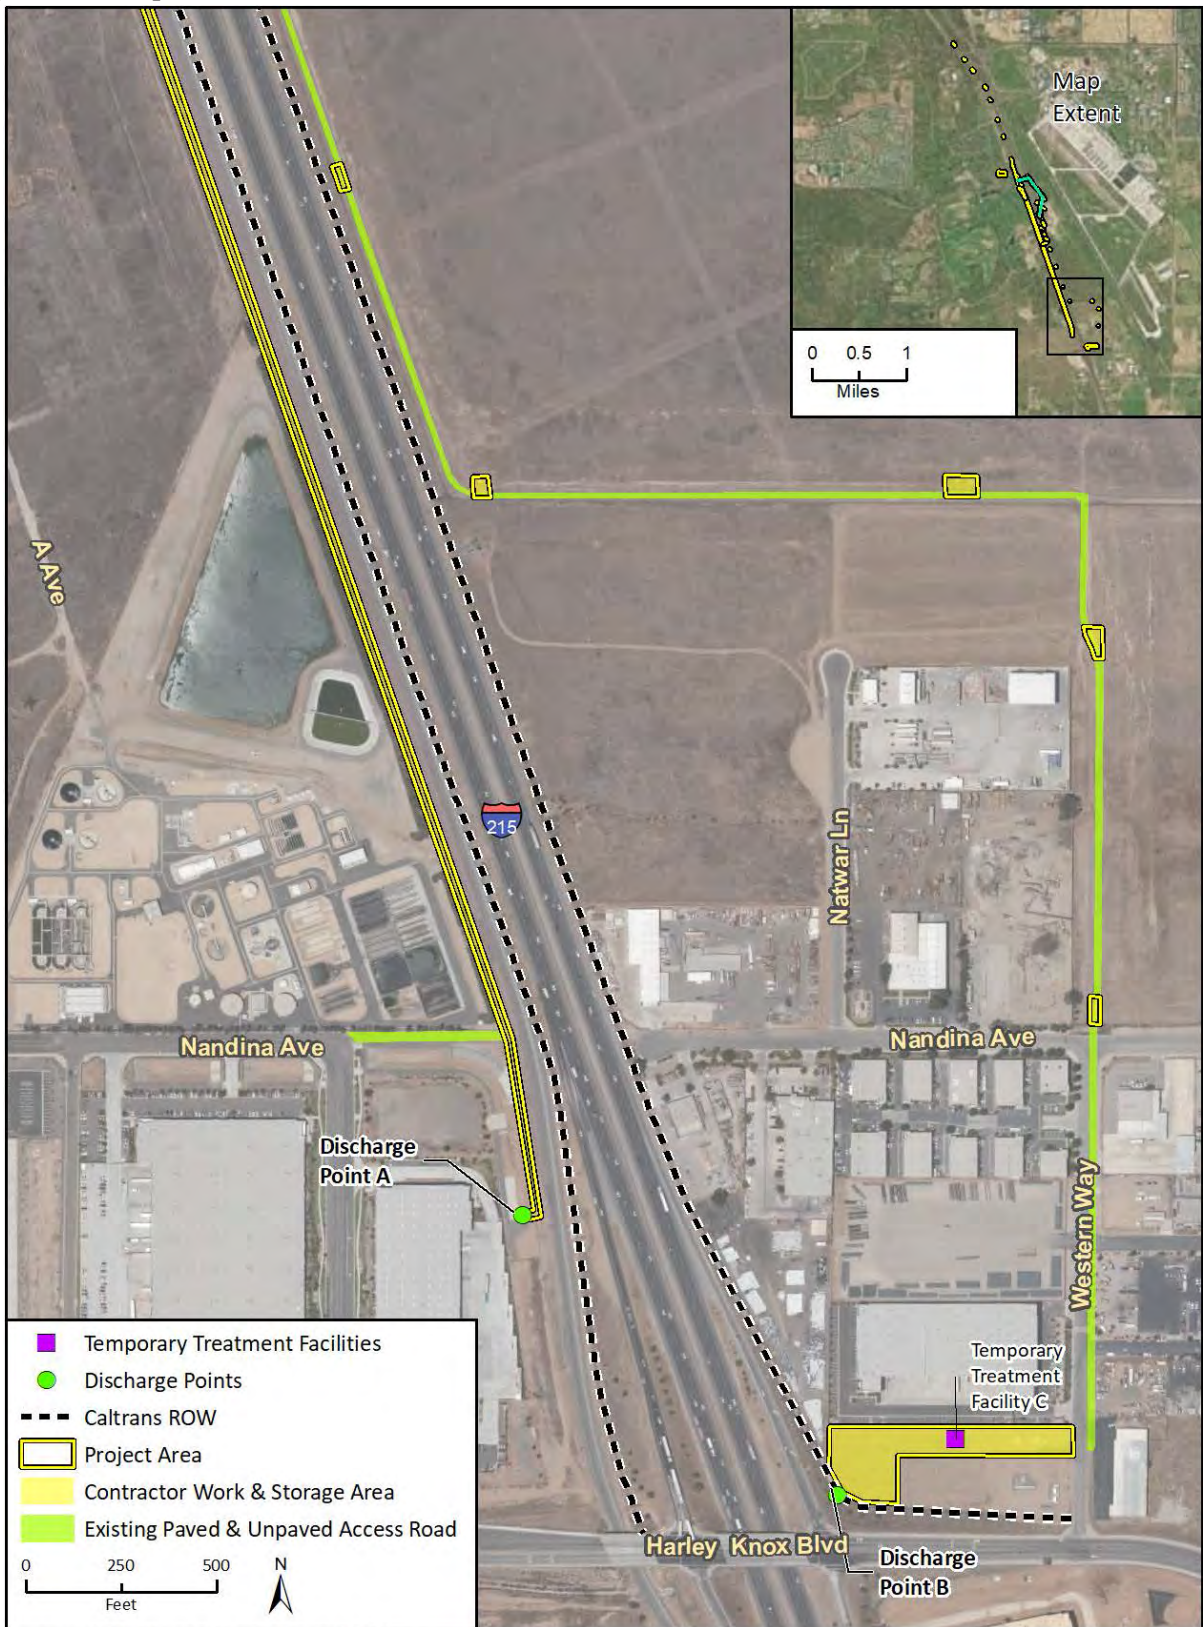 Map
Extent
0 0.5 1
Miles
A Ave
215
Natwar Ln
Nandina Ave
Nandina Ave
Discharge
Point A
Western Way
Temporary
Treatment
Facility C
Harley Knox Blvd
Discharge
Point B
Temporary Treatment Facilities
Discharge Points
Caltrans ROW
Project Area
Contractor Work & Storage Area
Existing Paved & Unpaved Access Road
0 250 500
Feet
N